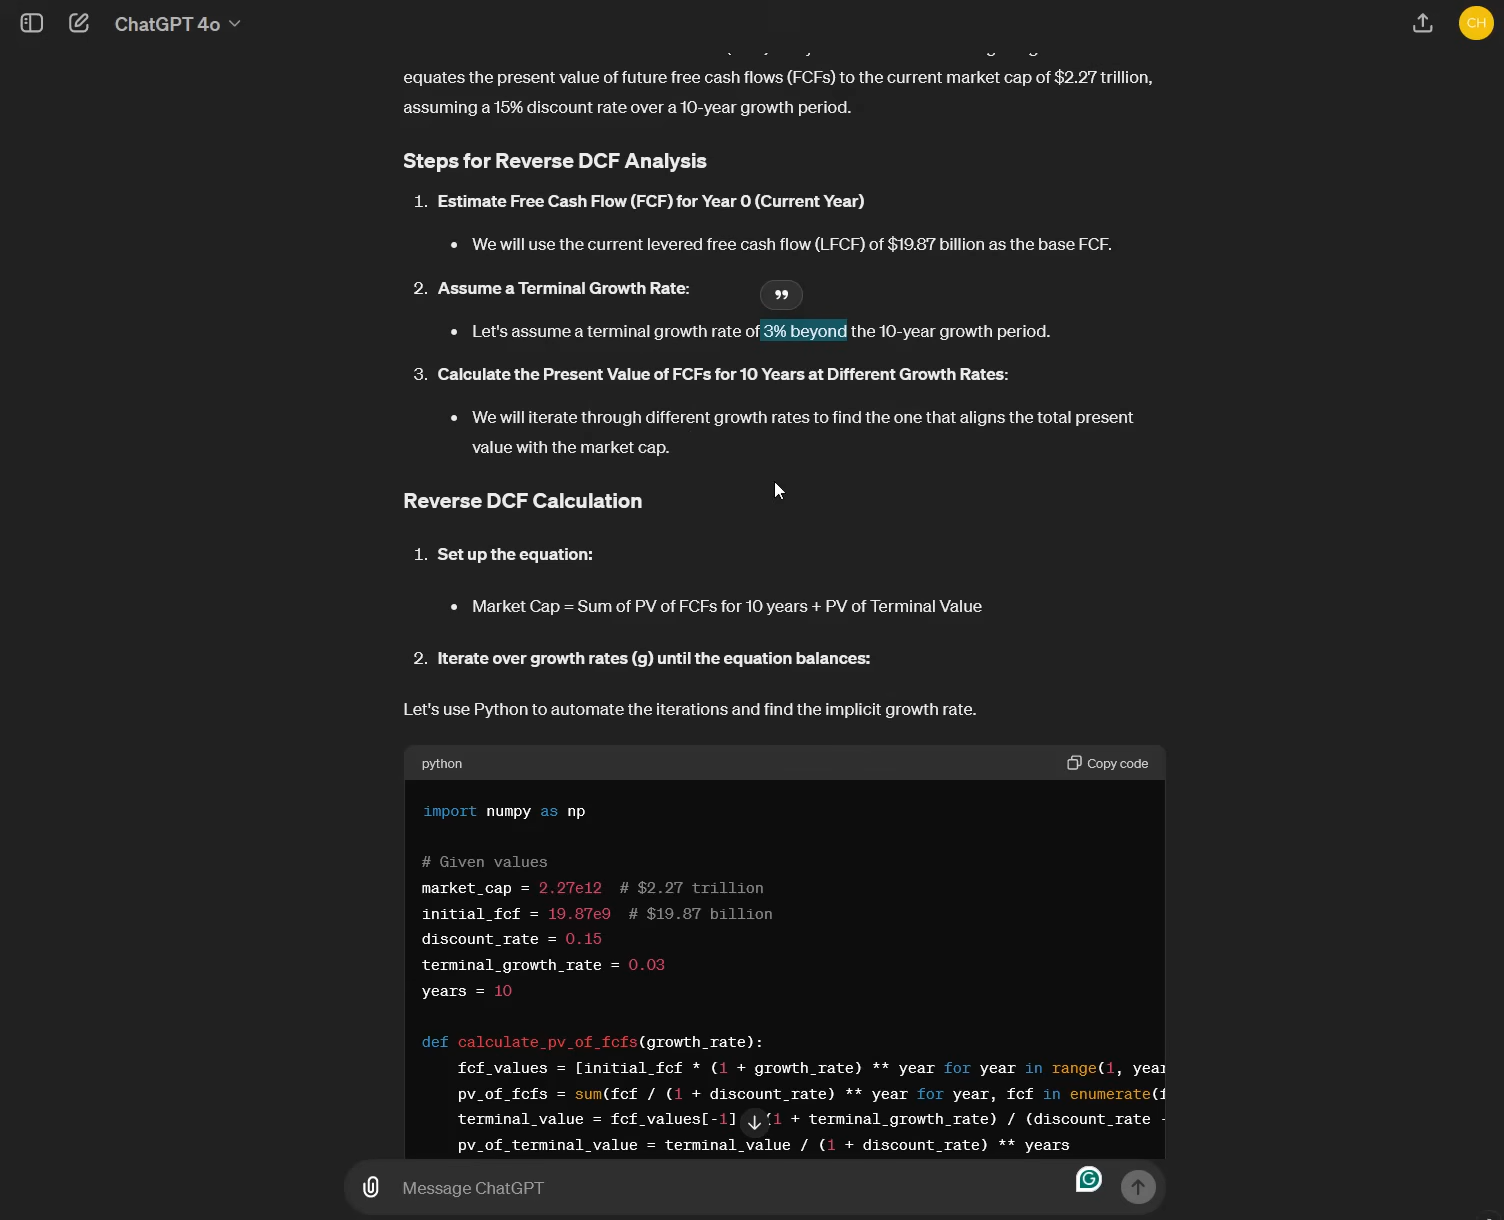 ChatGPT 4o
CH
equates the present value of future free cash flows (FCFs) to the current market cap of $2.27 trillion,
assuming a 15% discount rate over a 10-year growth period.
Steps for Reverse DCF Analysis
1. Estimate Free Cash Flow (FCF) for Year 0 (Current Year)
• We will use the current levered free cash flow (LFCF) of $19.87 billion as the base FCF.
2. Assume a Terminal Growth Rate:
• Let's assume a terminal growth rate of 3% beyond the 10-year growth period.
3. Calculate the Present Value of FCFs for 10 Years at Different Growth Rates:
• We will iterate through different growth rates to find the one that aligns the total present
value with the market cap.
Reverse DCF Calculation
1. Set up the equation:
• Market Cap = Sum of PV of FCFs for 10 years + PV of Terminal Value
2. Iterate over growth rates (g) until the equation balances:
Let's use Python to automate the iterations and find the implicit growth rate.
python
Copy code
import numpy as np
# Given values
market_cap = 2.27e12 # $2.27 trillion
initial_fcf = 19.87e9 # $19.87 billion
discount_rate = 0.15
terminal_growth_rate = 0.03
years = 10
def calculate_pv_of_fcfs(growth_rate):
fcf_values = [initial_fcf * (1 + growth_rate) ** year for year in range(1, year
pv_of_fcfs = sum(fcf / (1 + discount_rate) ** year for year, fcf in enumerate(f
terminal_value = fcf_values[-1] (1 + terminal_growth_rate) / (discount_rate -
pv_of_terminal_value = terminal_value / (1 + discount_rate) ** years
Message ChatGPT